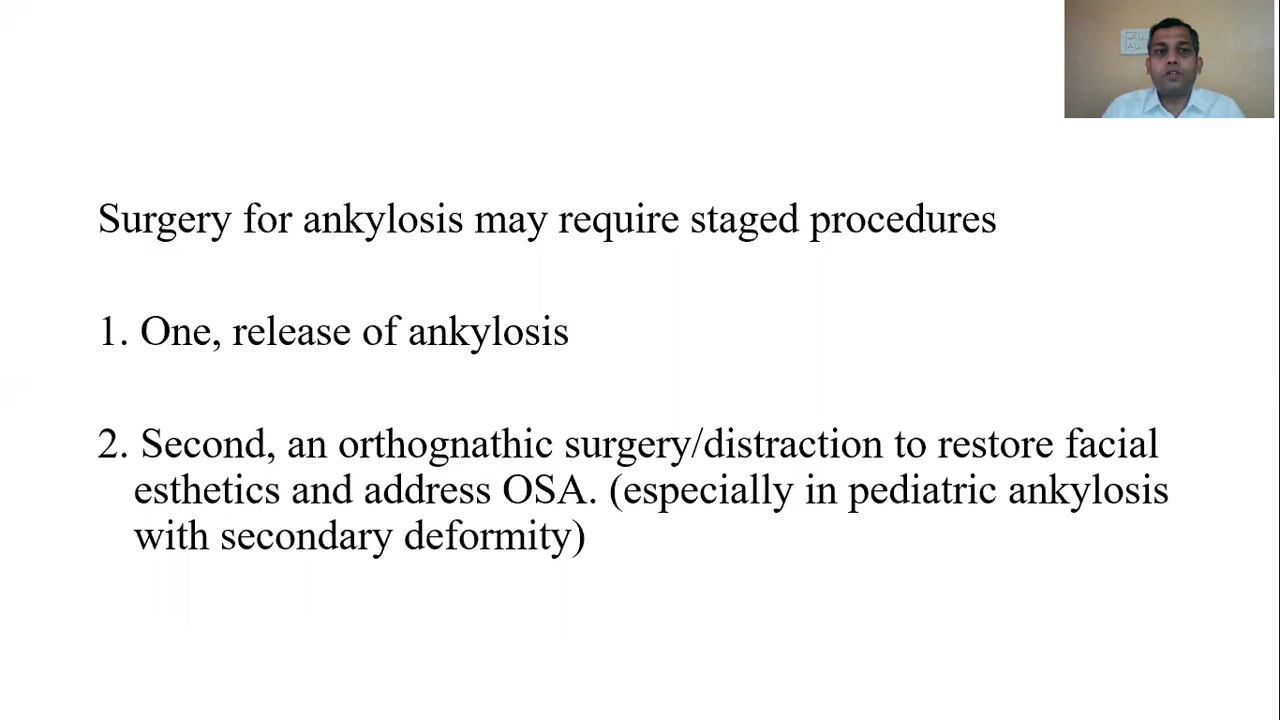 Surgery for ankylosis may require staged procedures
1. One, release of ankylosis
2. Second, an orthognathic surgery/distraction to restore facial
esthetics and address OSA. (especially in pediatric ankylosis
with secondary deformity)